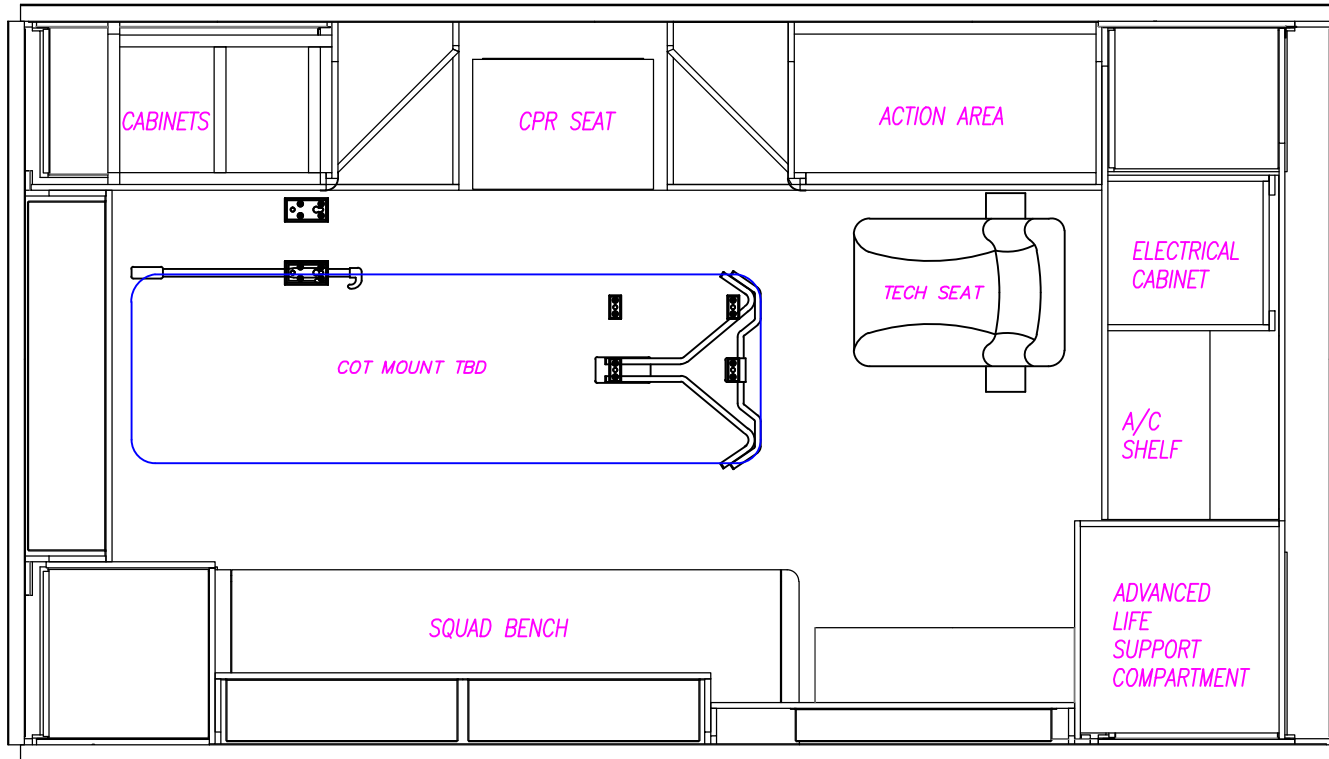 CABINETS
CPR SEAT
ACTION AREA
ELECTRICAL
CABINET
TECH SEAT
COT MOUNT TBD
A/C
SHELF
SQUAD BENCH
ADVANCED
LIFE
SUPPORT
COMPARTMENT